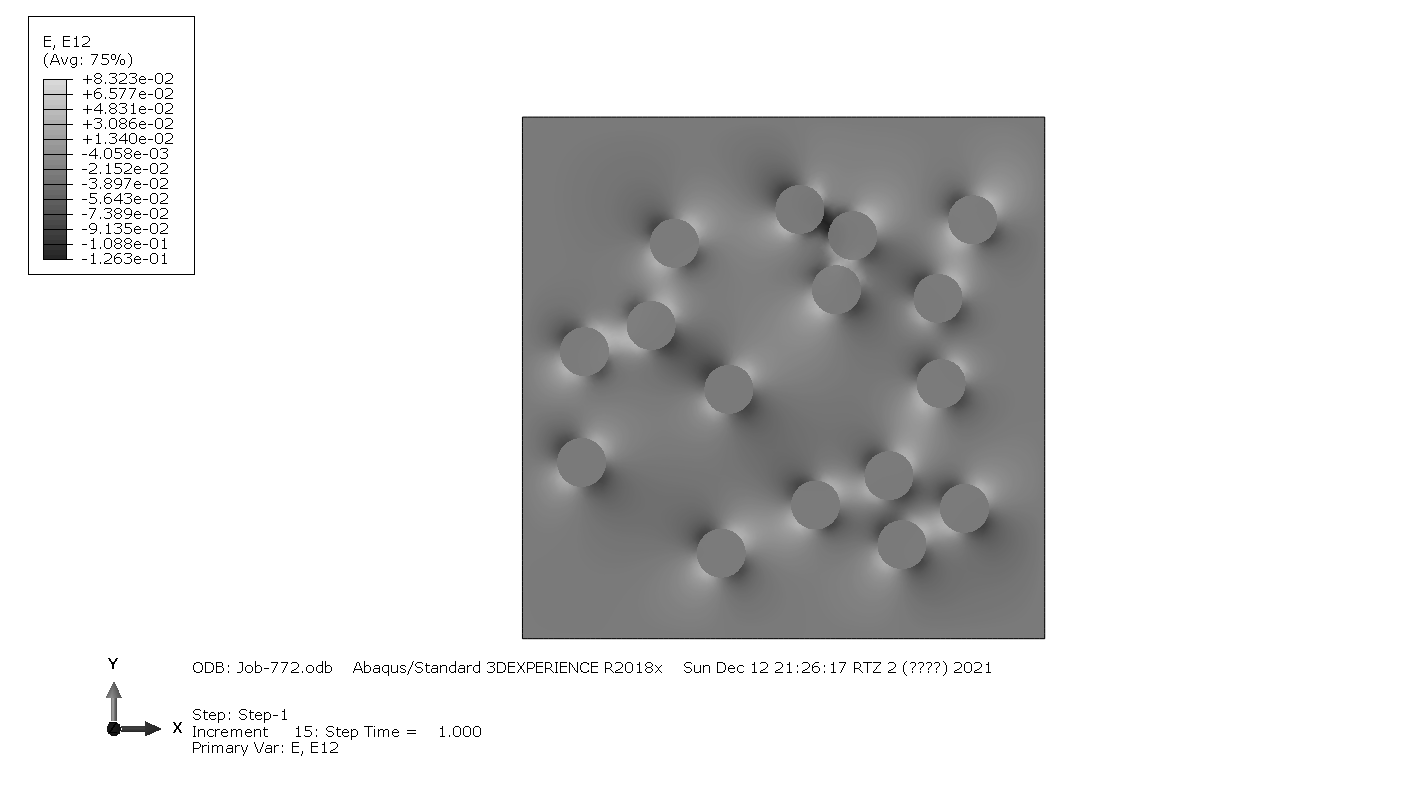 E, E12
(Avg: 75%)
+8.323e-02
+6.577e-02
+4.831e-02
+3.086e-02
+1.340e-02
-4.058e-03
-2.152e-02
-3.897e-02
-5.643e-02
-7.389e-02
-9.135e-02
-1.088e-01
-1.263e-01
Y
ODB: Job-772.odb Abaqus/Standard 3DEXPERIENCE R2018x Sun Dec 12 21:26:17 RTZ 2 (????) 2021
X
Step: Step-1
Increment 15: Step Time = 1.000
Primary Var: E, E12